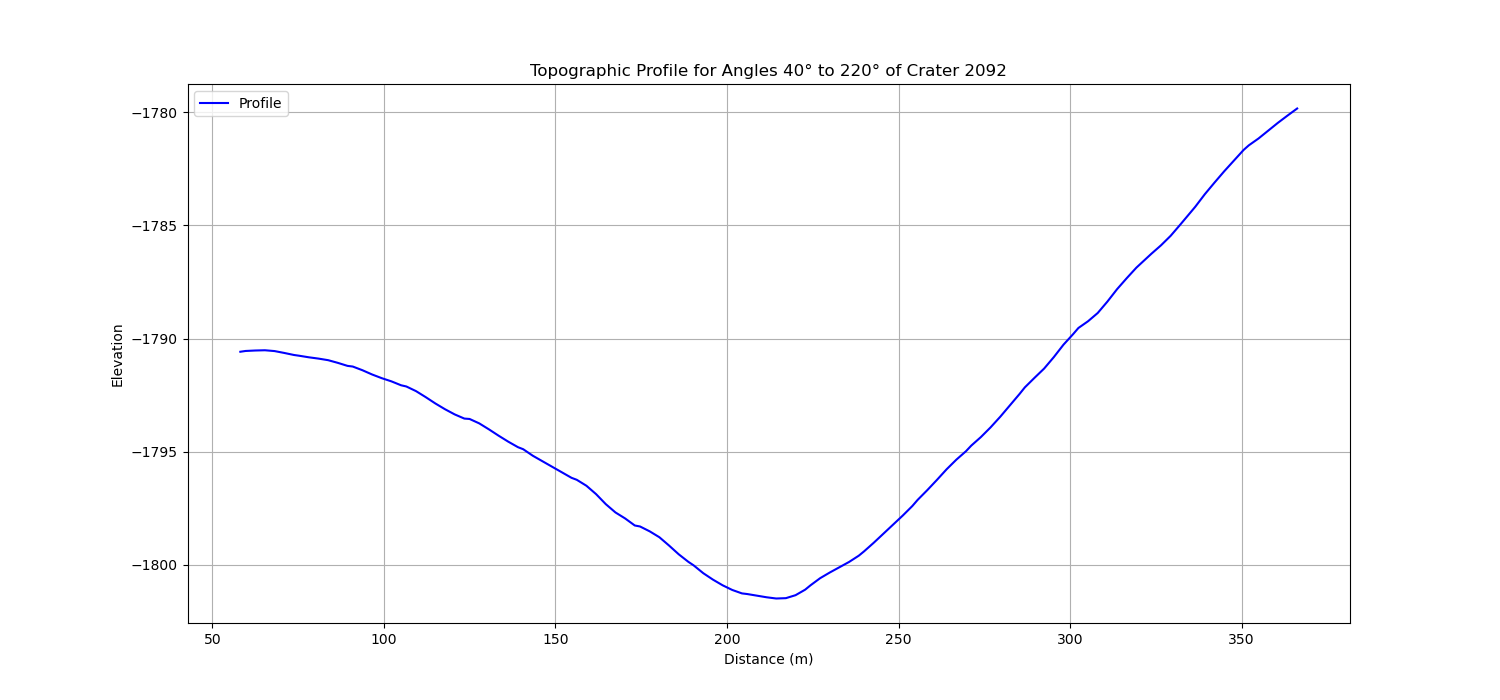 Topographic Profile for Angles 40° to 220° of Crater 2092
Profile
Elevation
−1780
−1785
−1790
−1795
−1800
50 100 150 200 250 300 350
Distance (m)